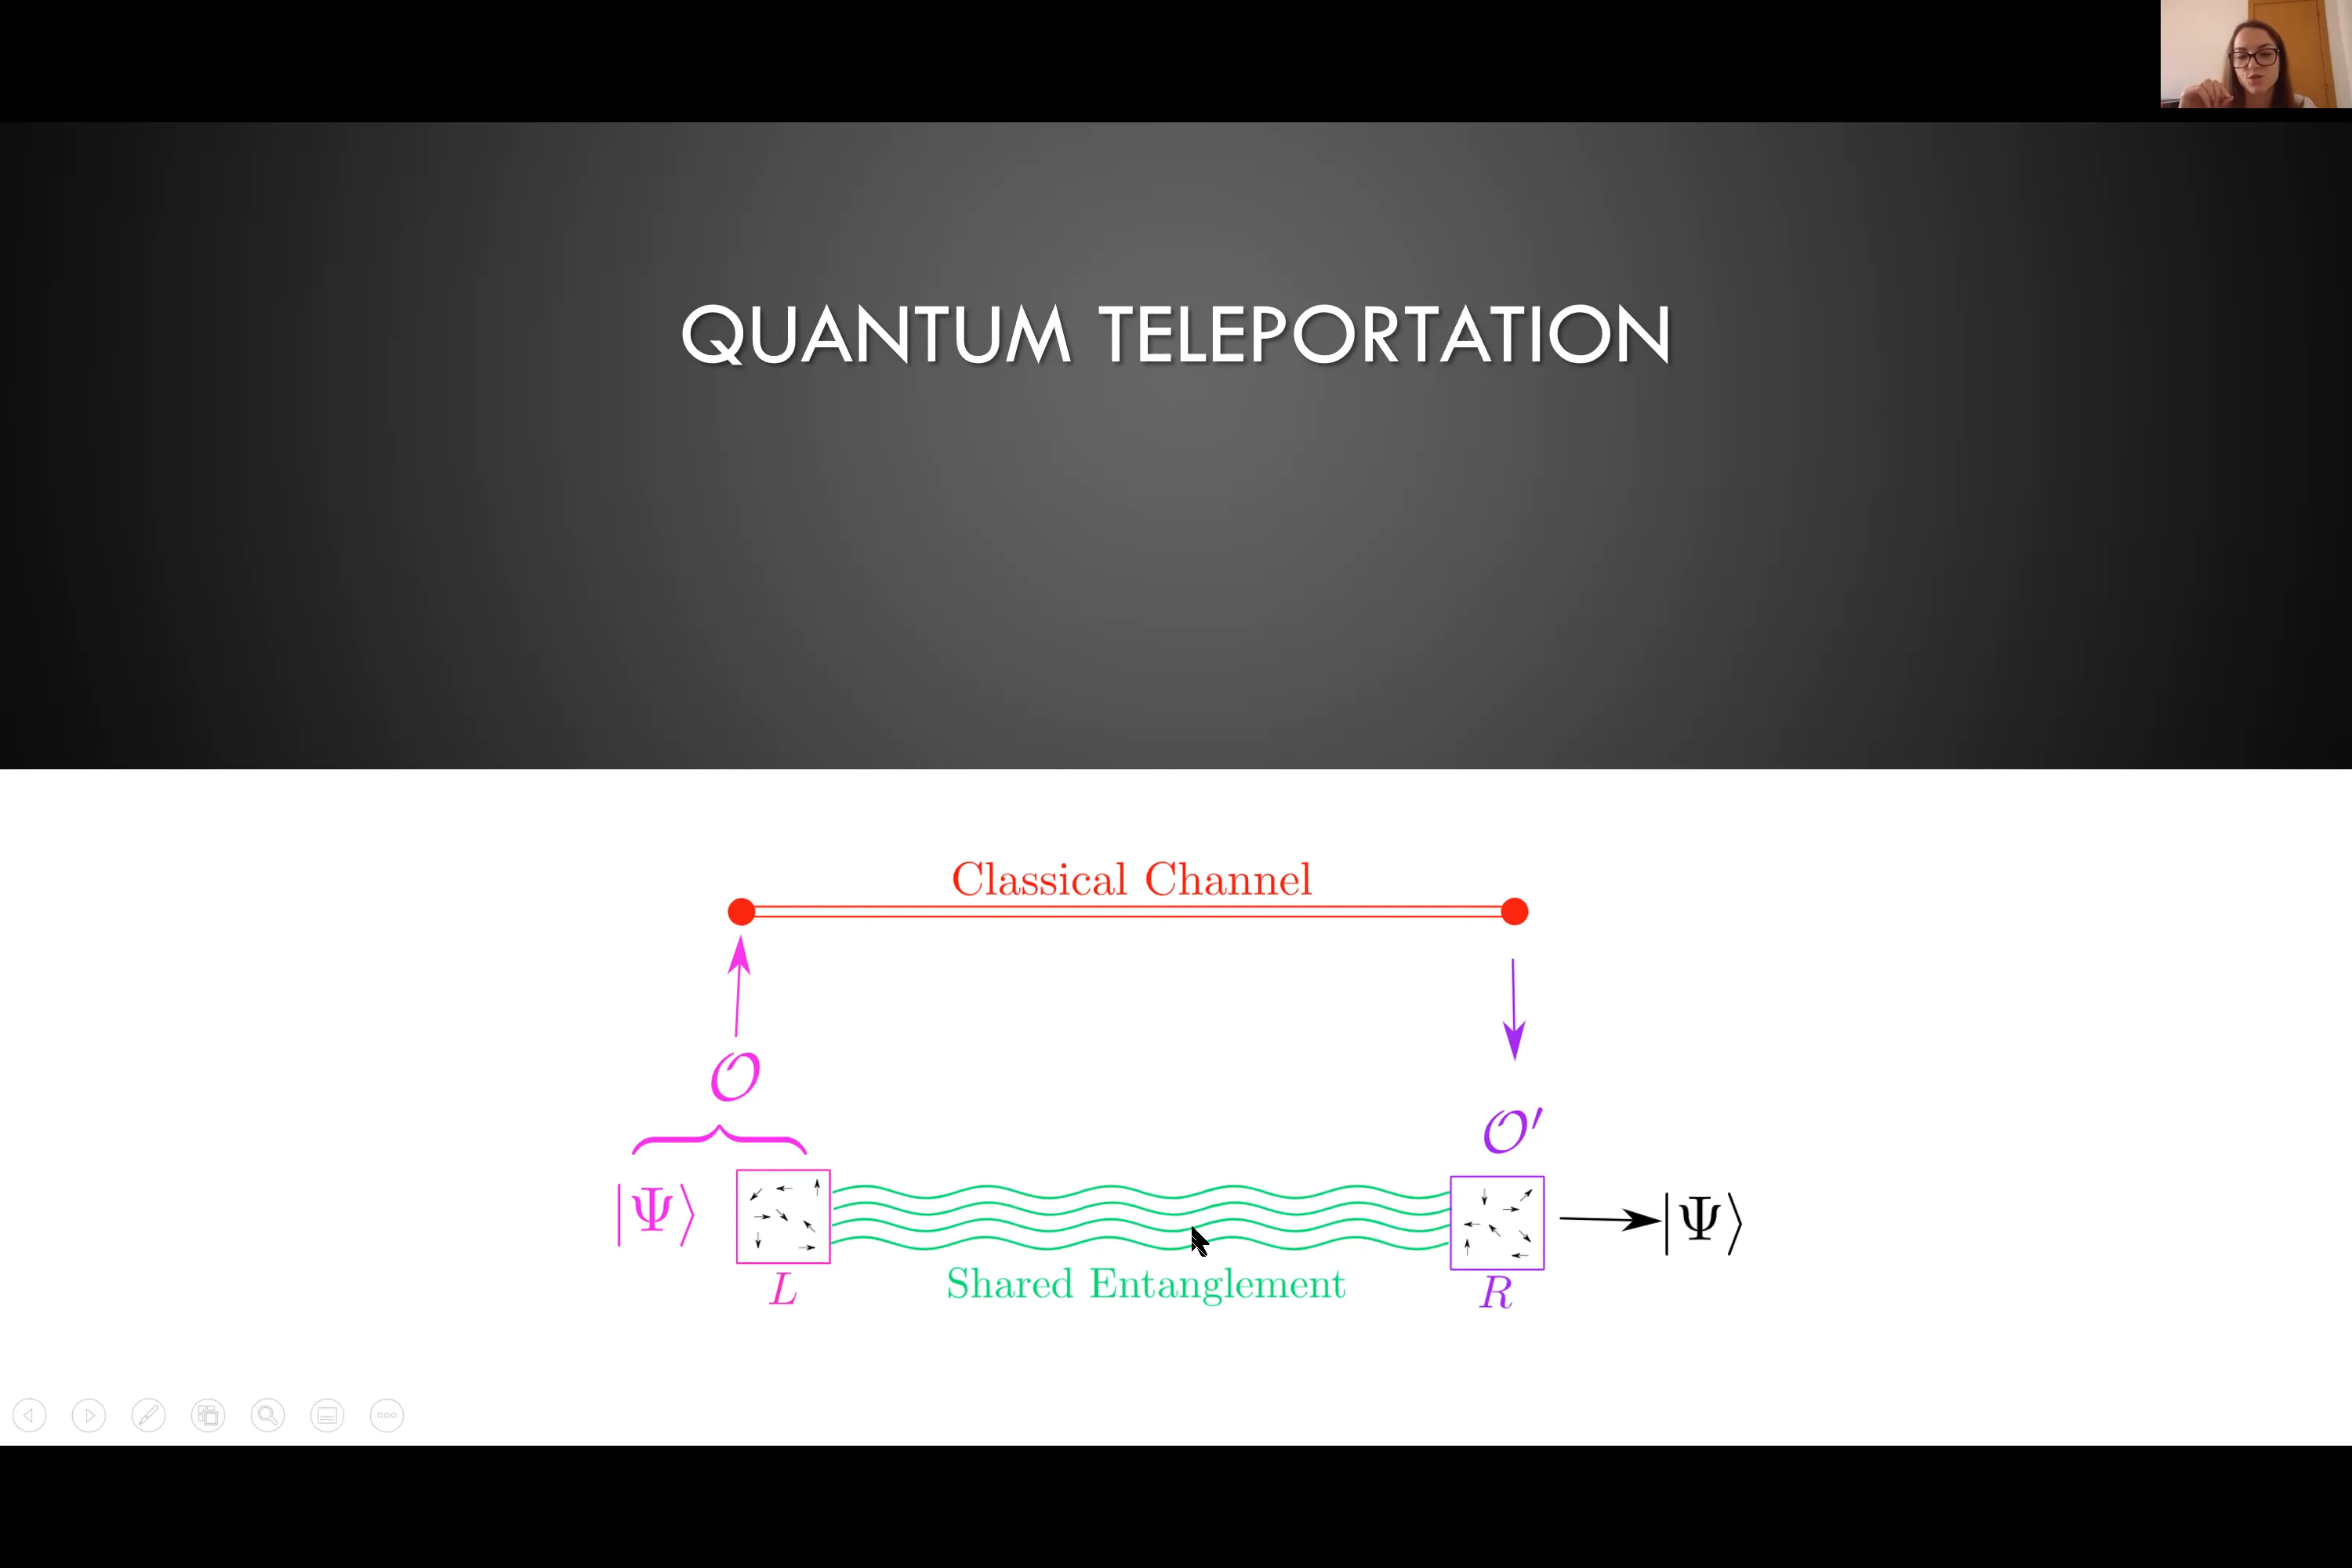 QUANTUM TELEPORTATION
Classical Channel
𝒪
𝒪′
|Ψ⟩
|Ψ⟩
Shared Entanglement
L
R